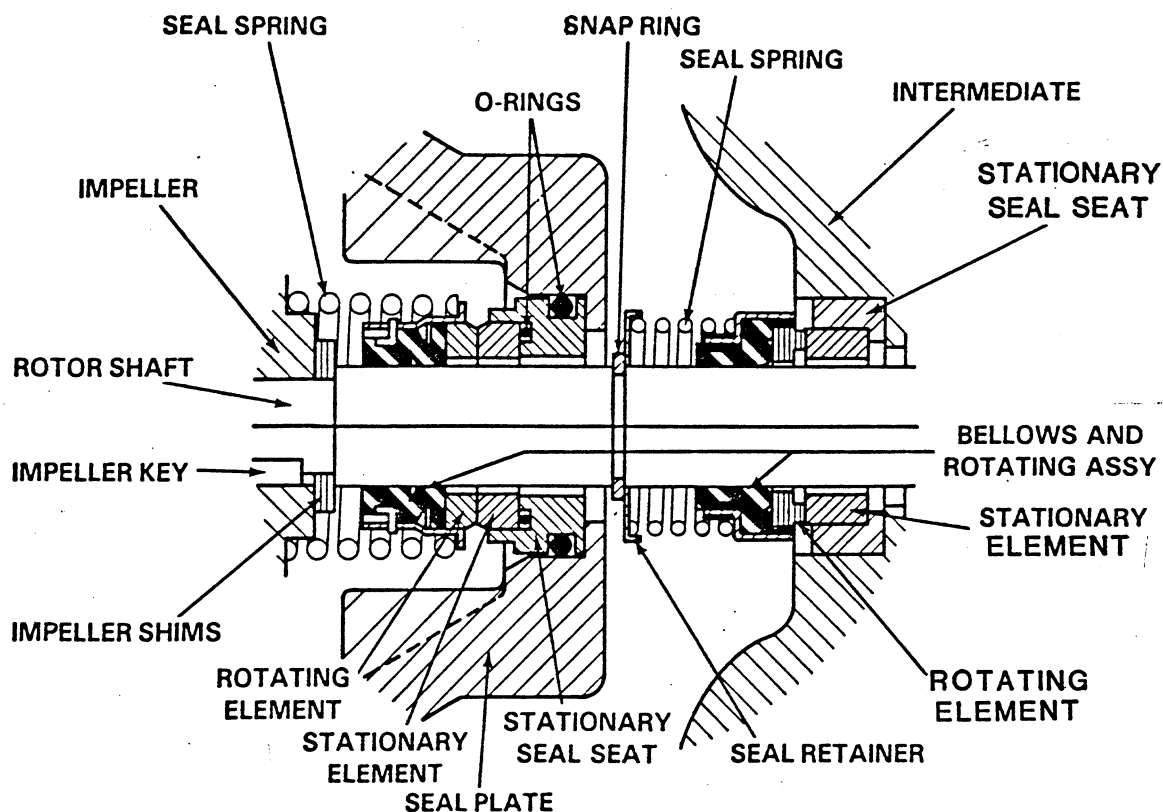 SEAL SPRING
SNAP RING
SEAL SPRING
INTERMEDIATE
O-RINGS
IMPELLER
STATIONARY
SEAL SEAT
ROTOR SHAFT
IMPELLER KEY
BELLOWS AND
ROTATING ASSY
STATIONARY
ELEMENT
IMPELLER SHIMS
ROTATING
ELEMENT
STATIONARY
ELEMENT
SEAL PLATE
STATIONARY
SEAL SEAT
SEAL RETAINER
ROTATING
ELEMENT